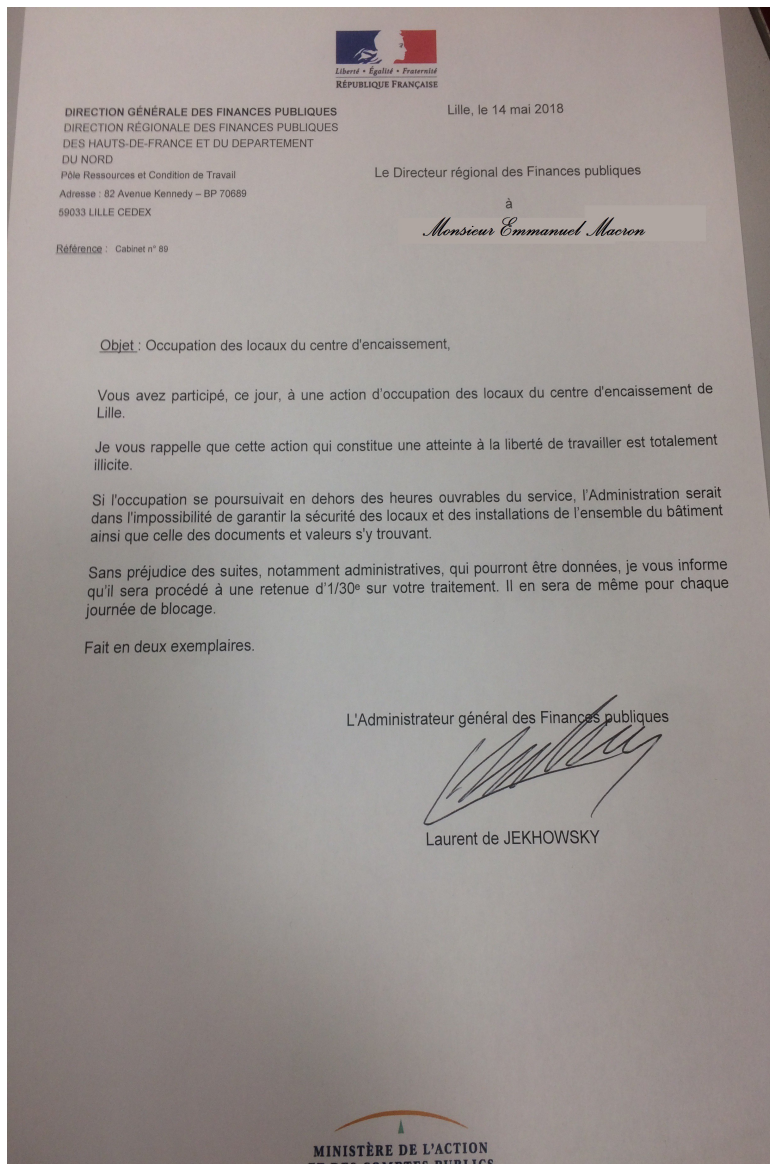 Liberté • Égalité • Fraternité
RÉPUBLIQUE FRANÇAISE
DIRECTION GÉNÉRALE DES FINANCES PUBLIQUES
DIRECTION RÉGIONALE DES FINANCES PUBLIQUES
DES HAUTS-DE-FRANCE ET DU DEPARTEMENT
DU NORD
Pôle Ressources et Condition de Travail
Adresse : 82 Avenue Kennedy – BP 70689
59033 LILLE CEDEX
Référence : Cabinet n° 89
Lille, le 14 mai 2018
Le Directeur régional des Finances publiques
à
Monsieur Emmanuel Macron
Objet : Occupation des locaux du centre d'encaissement,
Vous avez participé, ce jour, à une action d'occupation des locaux du centre d'encaissement de
Lille.
Je vous rappelle que cette action qui constitue une atteinte à la liberté de travailler est totalement
illicite.
Si l'occupation se poursuivait en dehors des heures ouvrables du service, l'Administration serait
dans l'impossibilité de garantir la sécurité des locaux et des installations de l'ensemble du bâtiment
ainsi que celle des documents et valeurs s'y trouvant.
Sans préjudice des suites, notamment administratives, qui pourront être données, je vous informe
qu'il sera procédé à une retenue d'1/30e sur votre traitement. Il en sera de même pour chaque
journée de blocage.
Fait en deux exemplaires.
L'Administrateur général des Finances publiques
Laurent de JEKHOWSKY
MINISTÈRE DE L'ACTION
ET DES COMPTES PUBLICS